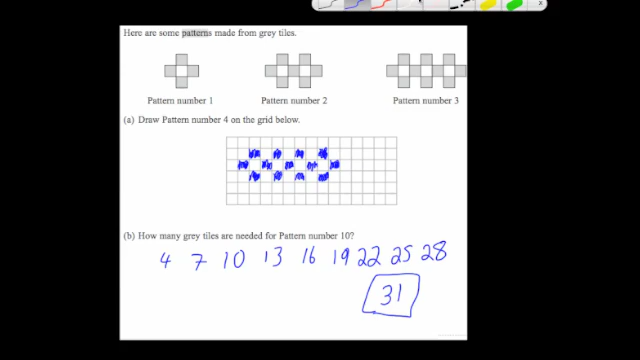 Here are some patterns made from grey tiles.
Pattern number 1 Pattern number 2 Pattern number 3
(a) Draw Pattern number 4 on the grid below.
(b) How many grey tiles are needed for Pattern number 10?
4 7 10 13 16 19 22 25 28
31
x